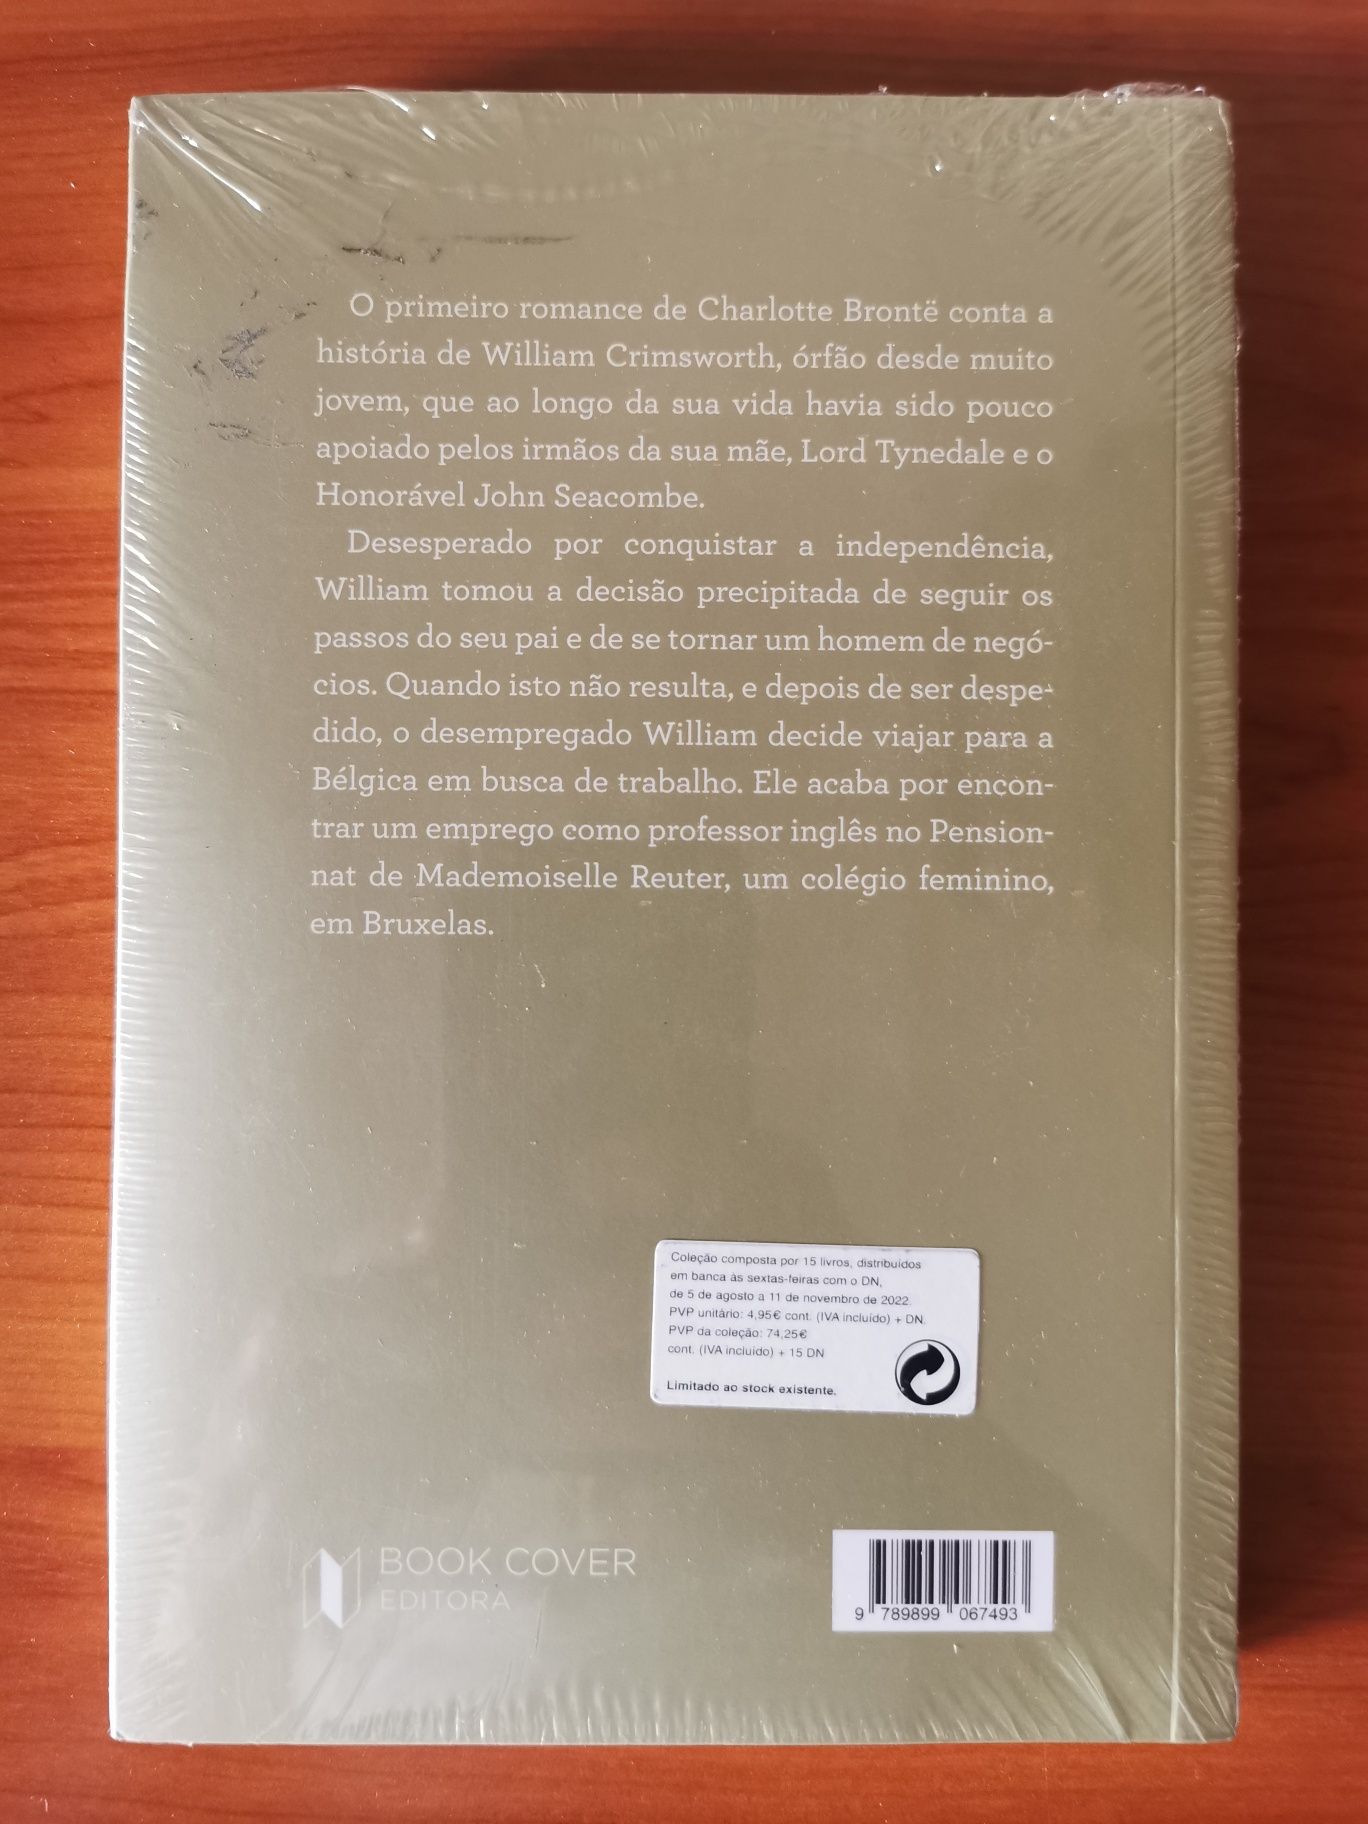 O primeiro romance de Charlotte Brontë conta a
história de William Crimsworth, órfão desde muito
jovem, que ao longo da sua vida havia sido pouco
apoiado pelos irmãos da sua mãe, Lord Tynedale e o
Honorável John Seacombe.
Desesperado por conquistar a independência,
William tomou a decisão precipitada de seguir os
passos do seu pai e de se tornar um homem de negó-
cios. Quando isto não resulta, e depois de ser despe-
dido, o desempregado William decide viajar para a
Bélgica em busca de trabalho. Ele acaba por encon-
trar um emprego como professor inglês no Pension-
nat de Mademoiselle Reuter, um colégio feminino,
em Bruxelas.
Coleção composta por 15 livros, distribuídos
em banca às sextas-feiras com o DN,
de 5 de agosto a 11 de novembro de 2022.
PVP unitário: 4,95€ cont. (IVA incluído) + DN.
PVP da coleção: 74,25€
cont. (IVA incluído) + 15 DN
Limitado ao stock existente.
BOOK COVER
EDITORA
9 789899 067493